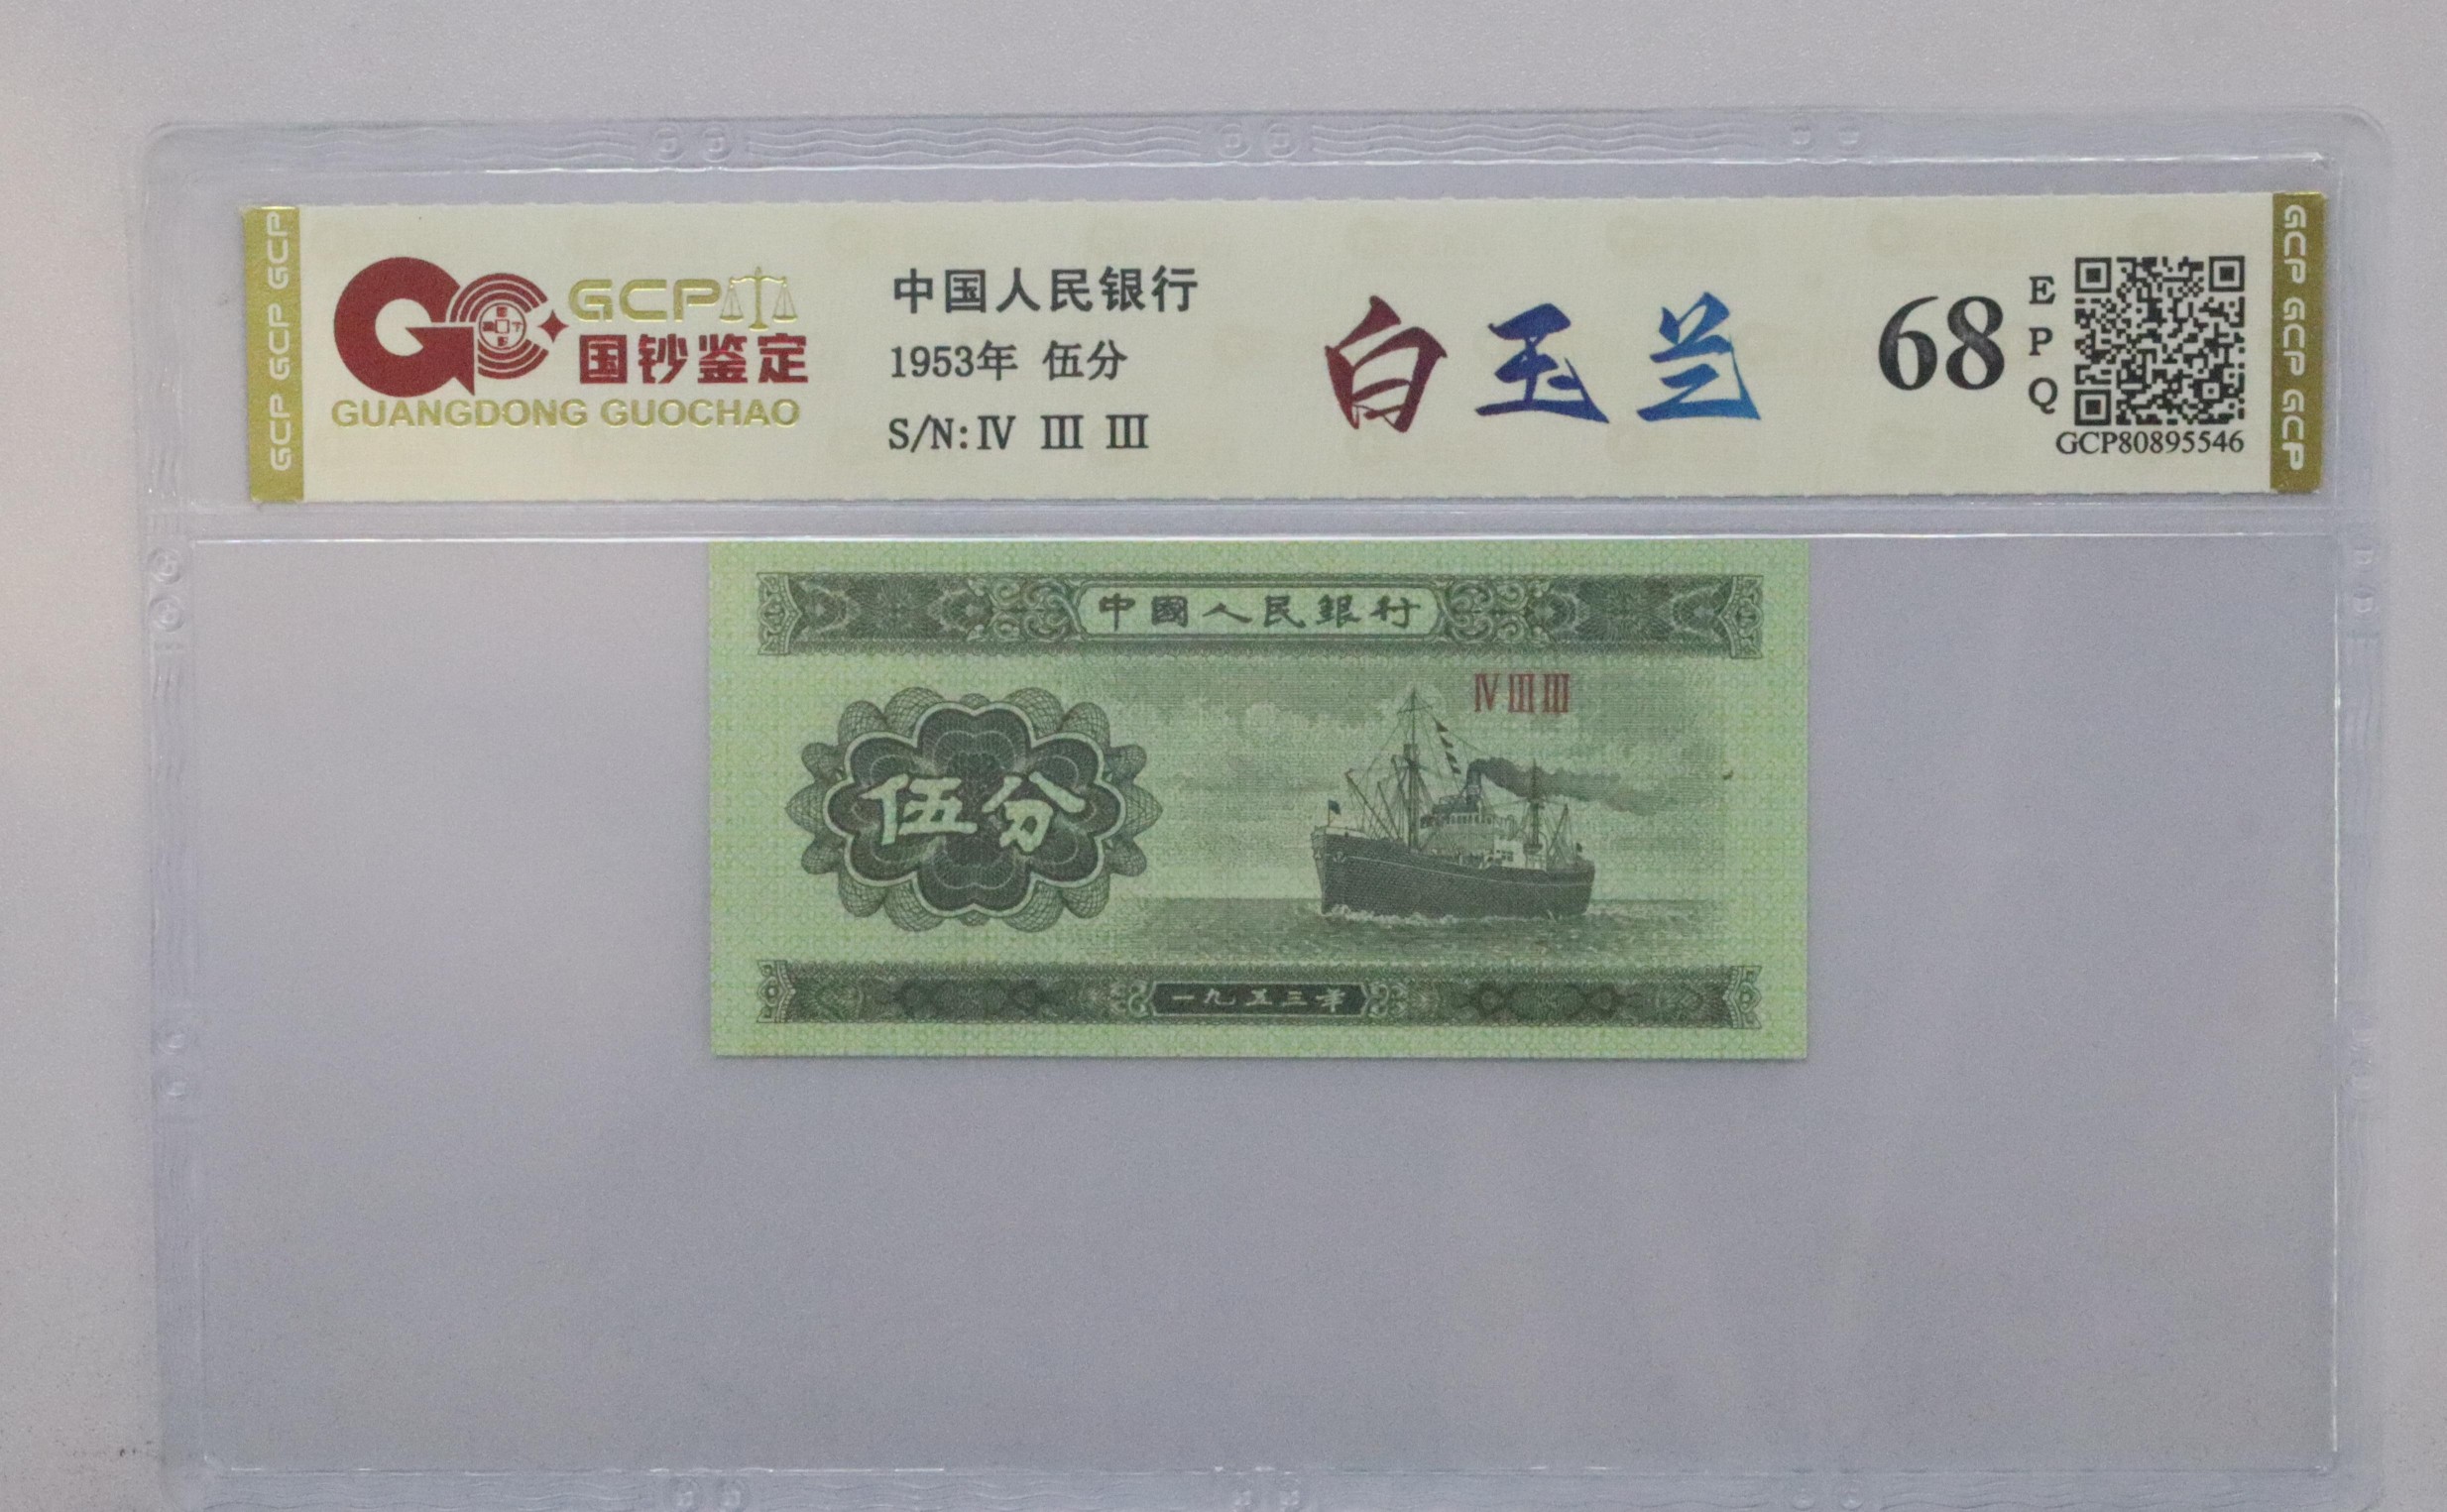 GCP GCP GCP
GCP
国钞鉴定
GUANGDONG GUOCHAO
中国人民银行
1953年 伍分
S/N:Ⅳ Ⅲ Ⅲ
白玉兰
68
EPQ
GCP80895546
GCP GCP GCP
中國人民銀行
Ⅳ Ⅲ Ⅲ
伍分
一九五三年